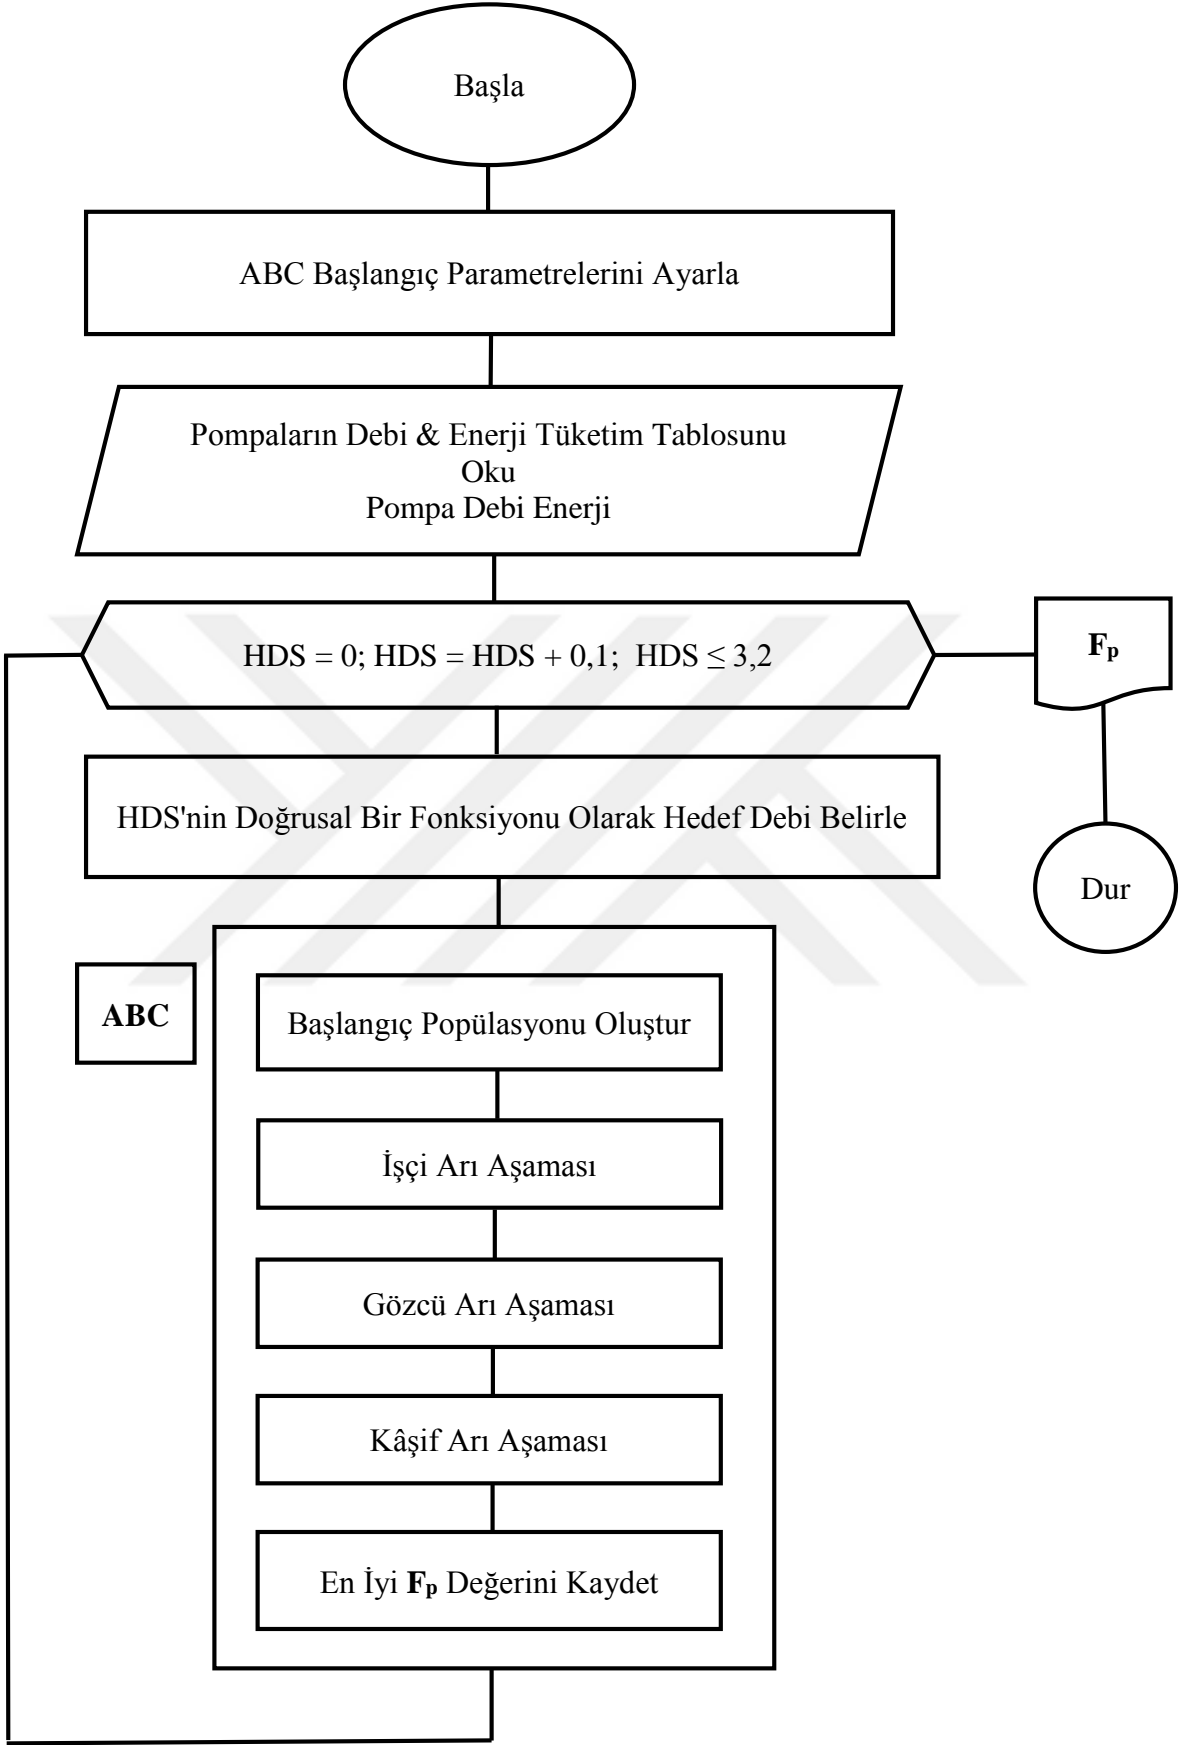 Başla
ABC Başlangıç Parametrelerini Ayarla
Pompaların Debi & Enerji Tüketim Tablosunu
Oku
Pompa Debi Enerji
HDS = 0; HDS = HDS + 0,1;  HDS ≤ 3,2
Fp
HDS'nin Doğrusal Bir Fonksiyonu Olarak Hedef Debi Belirle
Dur
ABC
Başlangıç Popülasyonu Oluştur
İşçi Arı Aşaması
Gözcü Arı Aşaması
Kâşif Arı Aşaması
En İyi Fp Değerini Kaydet